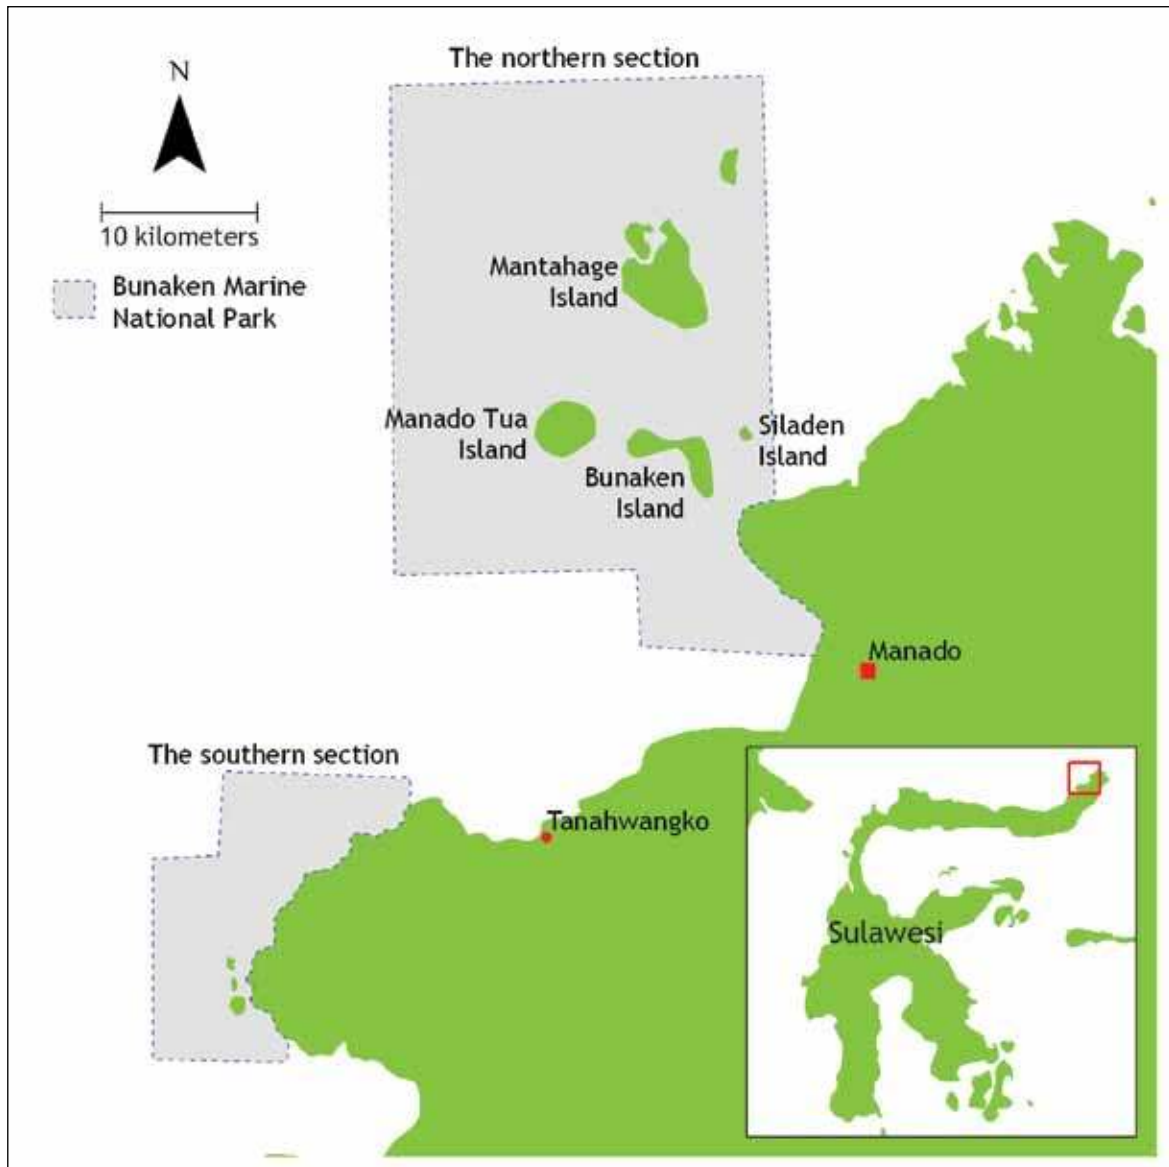 The northern section
N
10 kilometers
Bunaken Marine
National Park
Mantahage
Island
Manado Tua
Island
Siladen
Island
Bunaken
Island
Manado
The southern section
Tanahwangko
Sulawesi